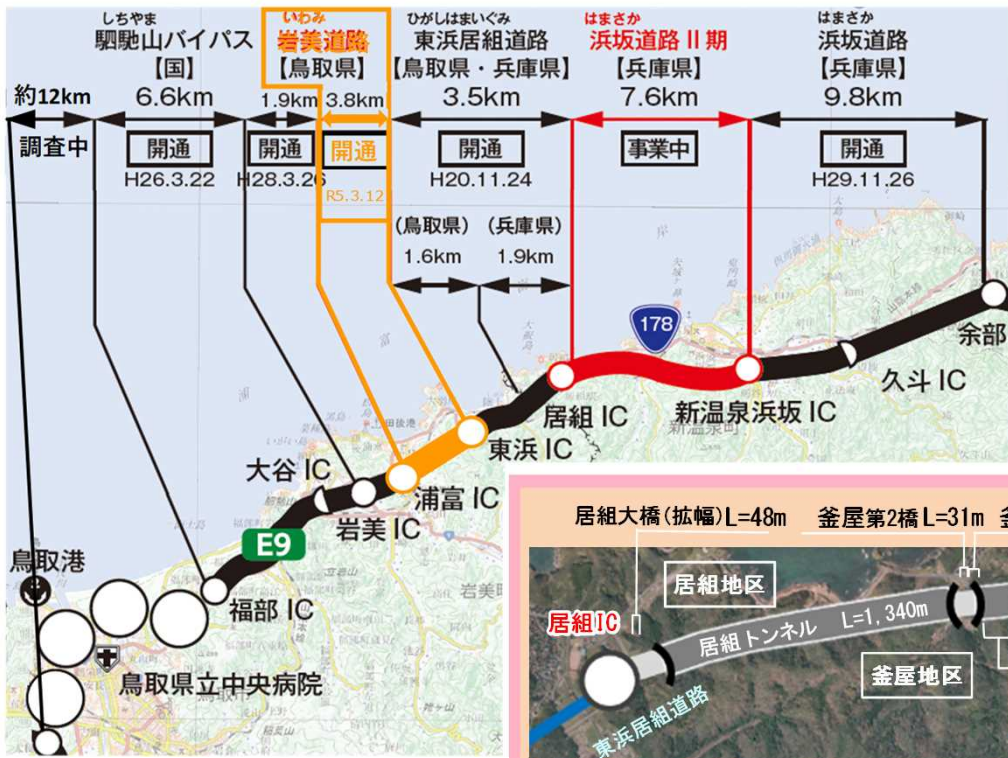 しちやま
駟馳山バイパス
【国】
6.6km
開通
H26.3.22
いわみ
岩美道路
【鳥取県】
1.9km
3.8km
開通
H28.3.26
開通
R5.3.12
ひがしはまいぐみ
東浜居組道路
【鳥取県・兵庫県】
3.5km
開通
H20.11.24
(鳥取県)
1.6km
(兵庫県)
1.9km
はまさか
浜坂道路Ⅱ期
【兵庫県】
7.6km
事業中
はまさか
浜坂道路
【兵庫県】
9.8km
開通
H29.11.26
約12km
調査中
178
余部
久斗 IC
新温泉浜坂 IC
新温泉町
居組 IC
東浜 IC
浦富 IC
大谷 IC
岩美 IC
岩美町
E9
福部 IC
鳥取港
鳥取県立中央病院
居組大橋(拡幅)L=48m
釜屋第2橋 L=31m
居組地区
居組IC
居組トンネル L=1,340m
釜屋地区
東浜居組道路